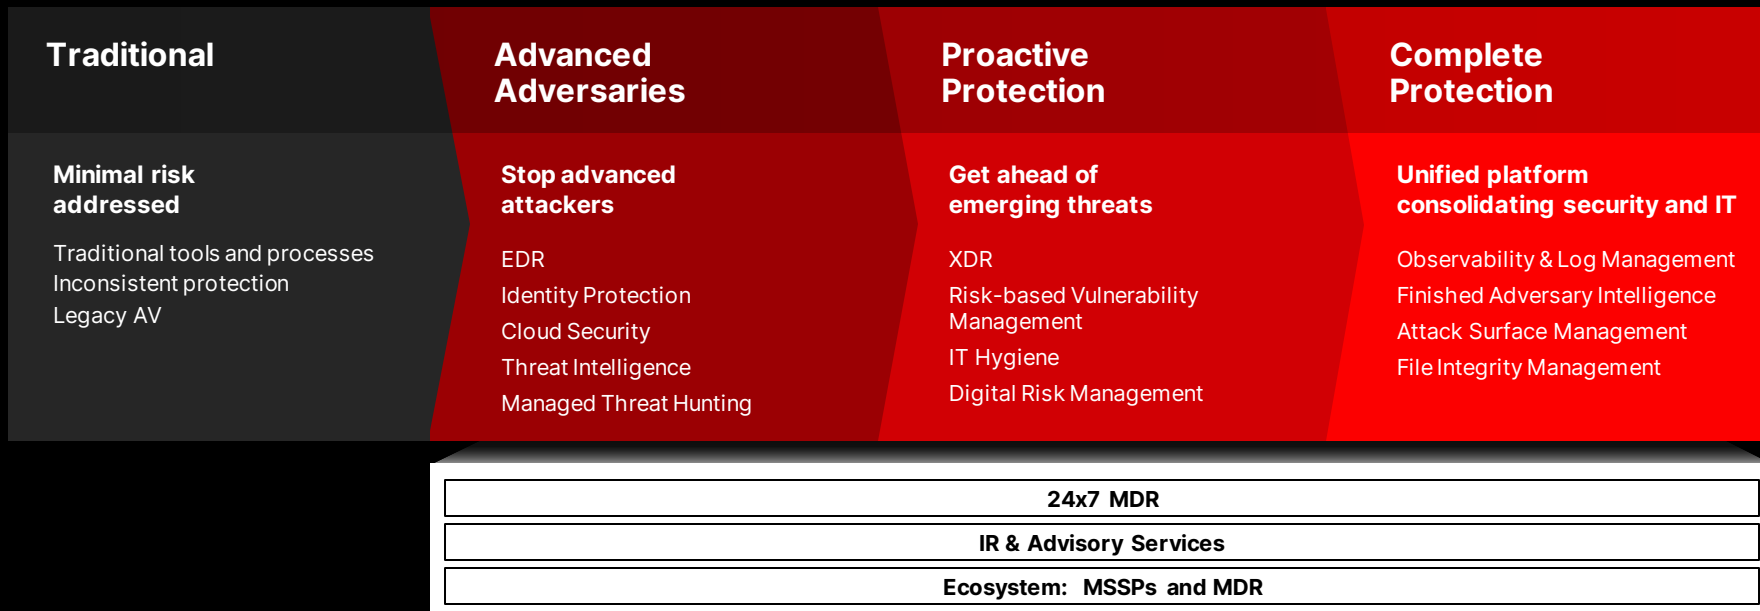 Traditional
Minimal risk
addressed
Traditional tools and processes
Inconsistent protection
Legacy AV
Advanced
Adversaries
Stop advanced
attackers
EDR
Identity Protection
Cloud Security
Threat Intelligence
Managed Threat Hunting
Proactive
Protection
Get ahead of
emerging threats
XDR
Risk-based Vulnerability
Management
IT Hygiene
Digital Risk Management
Complete
Protection
Unified platform
consolidating security and IT
Observability & Log Management
Finished Adversary Intelligence
Attack Surface Management
File Integrity Management
24x7 MDR
IR & Advisory Services
Ecosystem: MSSPs and MDR